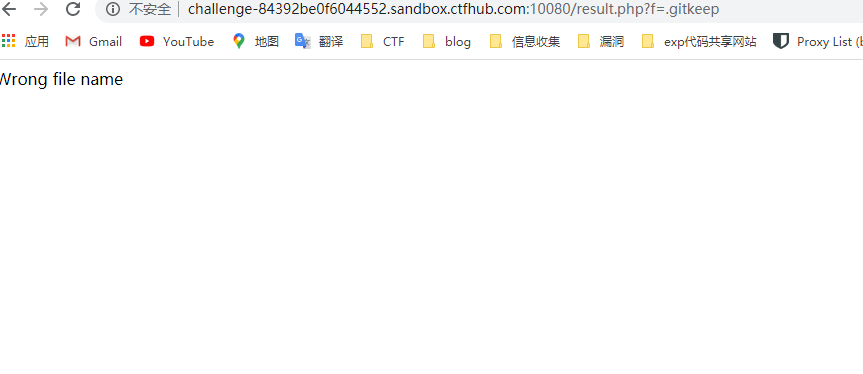 不安全 | challenge-84392be0f6044552.sandbox.ctfhub.com:10080/result.php?f=.gitkeep
应用 Gmail YouTube 地图 翻译 CTF blog 信息收集 漏洞 exp代码共享网站 Proxy List (b
Wrong file name